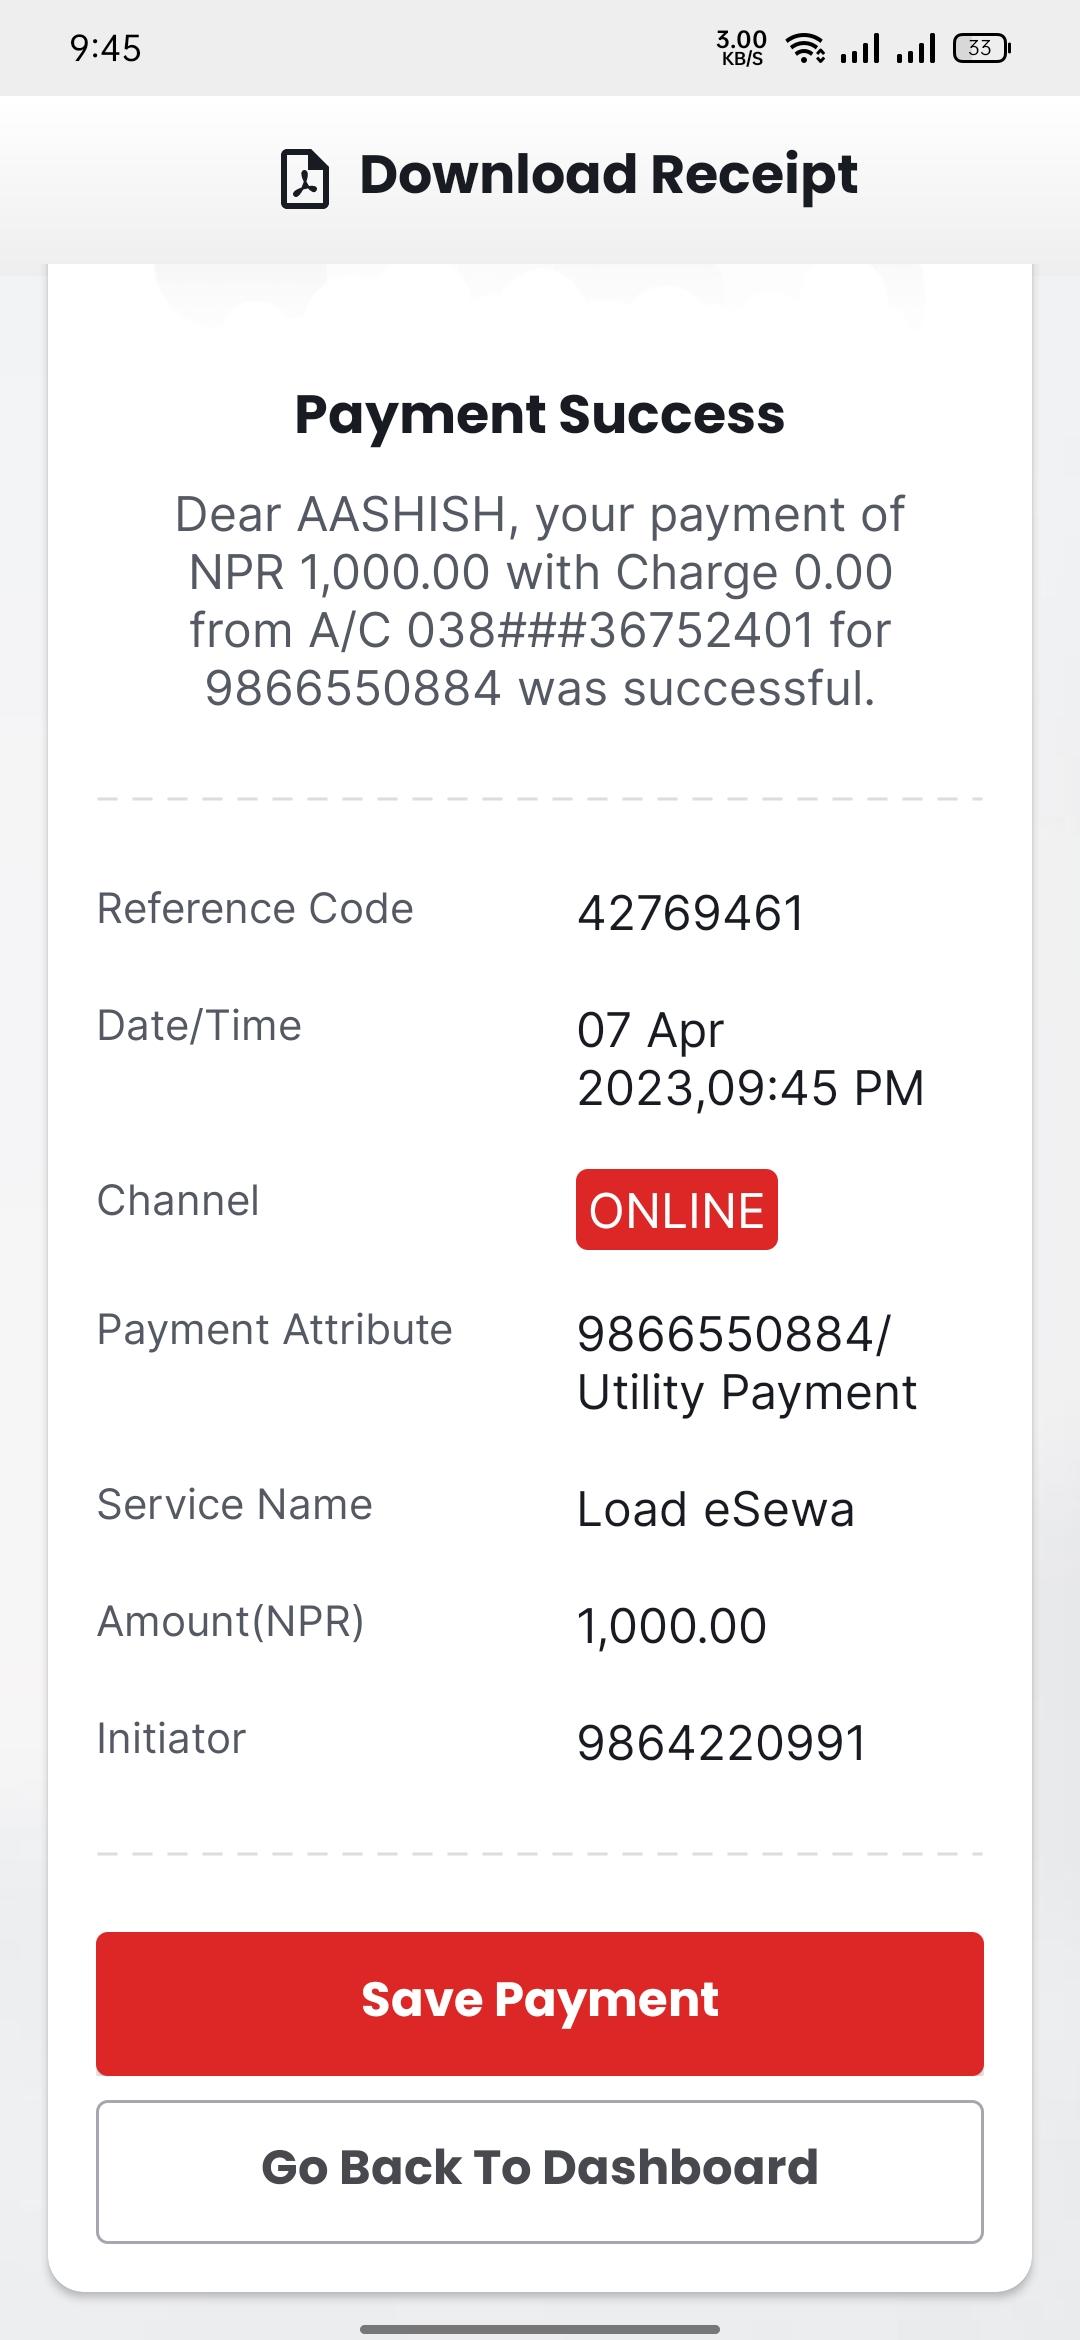 9:45
3.00
KB/S
33
Download Receipt
Payment Success
Dear AASHISH, your payment of
NPR 1,000.00 with Charge 0.00
from A/C 038###36752401 for
9866550884 was successful.
Reference Code 42769461
Date/Time 07 Apr
2023,09:45 PM
Channel ONLINE
Payment Attribute 9866550884/
Utility Payment
Service Name Load eSewa
Amount(NPR) 1,000.00
Initiator 9864220991
Save Payment
Go Back To Dashboard